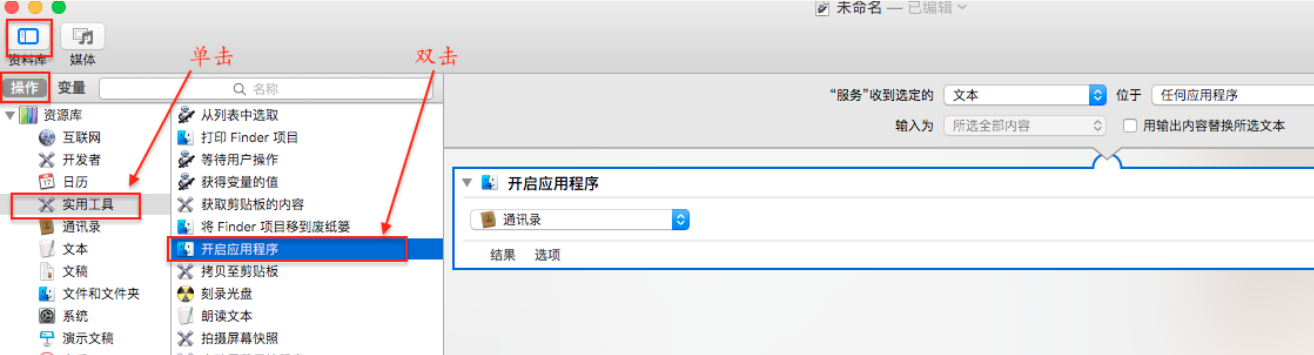 未命名 — 已编辑
资料库
媒体
单击
双击
操作
变量
名称
资源库
互联网
开发者
日历
17
实用工具
通讯录
文本
文稿
文件和文件夹
系统
演示文稿
从列表中选取
打印 Finder 项目
等待用户操作
获得变量的值
获取剪贴板的内容
将 Finder 项目移到废纸篓
开启应用程序
拷贝至剪贴板
刻录光盘
朗读文本
拍摄屏幕快照
“服务”收到选定的 文本 位于 任何应用程序
输入为 所选全部内容 用输出内容替换所选文本
开启应用程序
通讯录
结果 选项